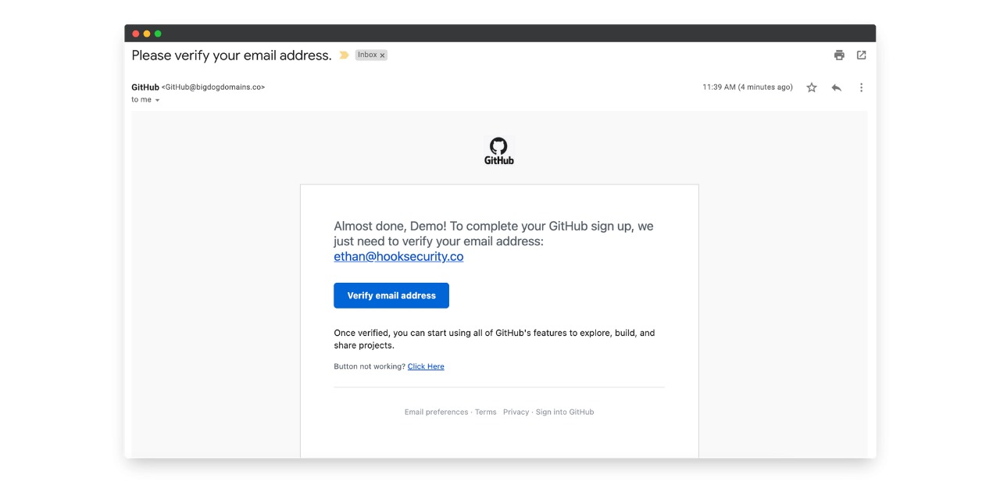 Please verify your email address. Inbox x
GitHub <GitHub@bigdogdomains.co> 11:39 AM (4 minutes ago)
to me
GitHub
Almost done, Demo! To complete your GitHub sign up, we
just need to verify your email address:
ethan@hooksecurity.co
Verify email address
Once verified, you can start using all of GitHub's features to explore, build, and
share projects.
Button not working? Click Here
Email preferences · Terms Privacy · Sign into GitHub